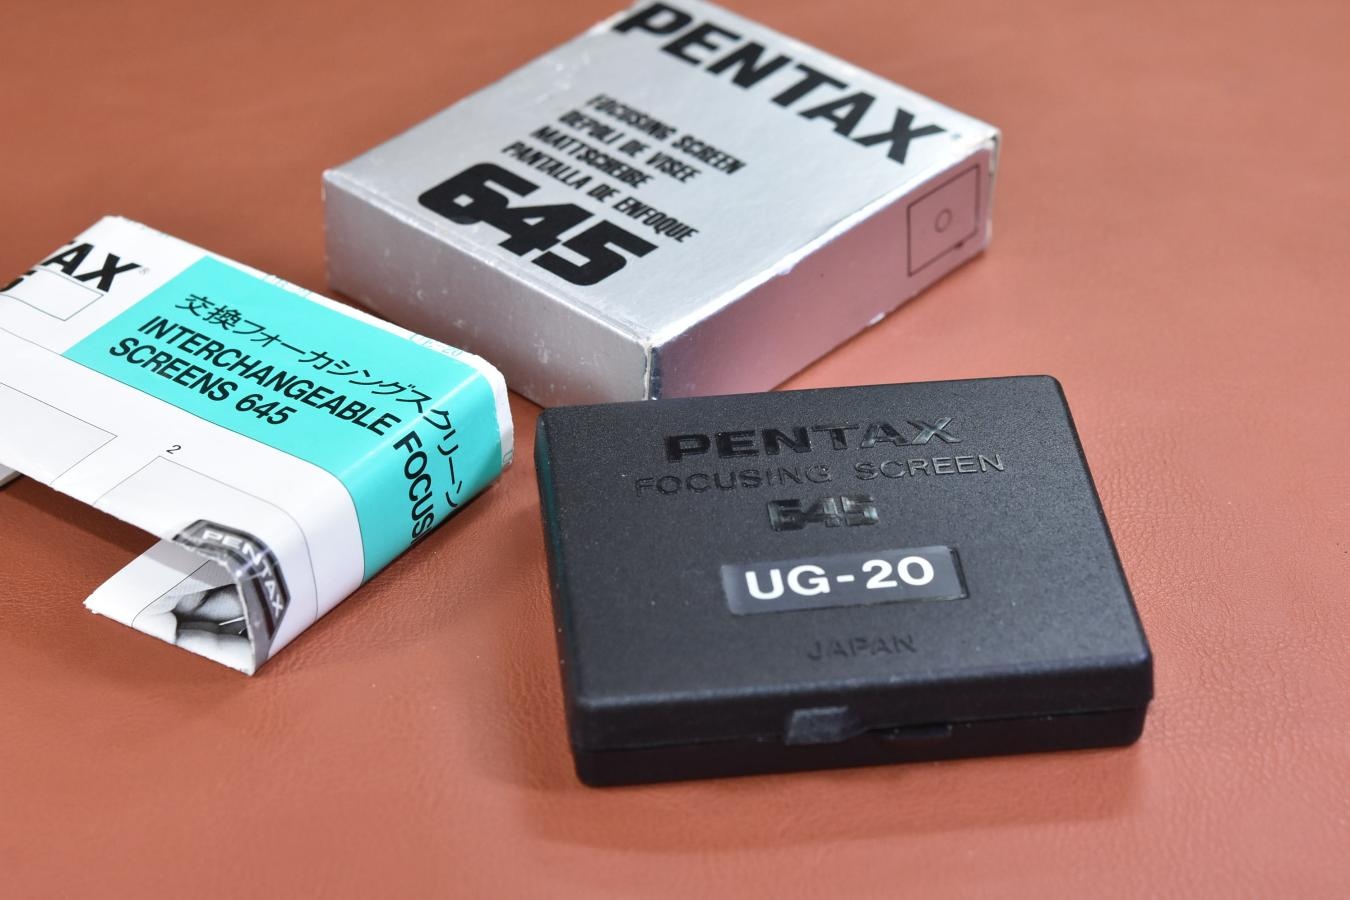 PENTAX®
FOCUSING SCREEN
DEPOLI DE VISEE
MATTSCHEIBE
PANTALLA DE ENFOQUE
645
TAX®
交換フォーカシングスクリーン
INTERCHANGEABLE FOCUS
SCREENS 645
2
PENTAX
PENTAX
FOCUSING SCREEN
645
UG-20
JAPAN